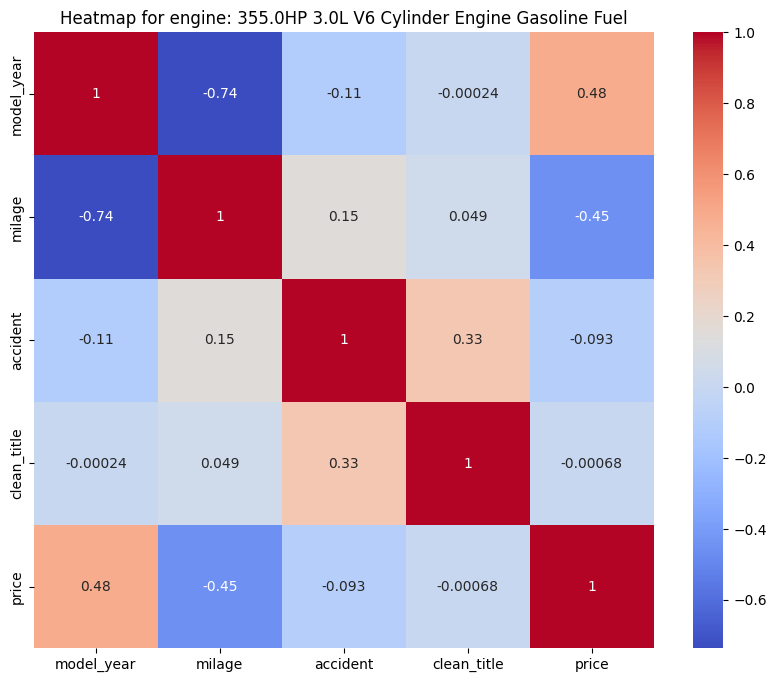 Heatmap for engine: 355.0HP 3.0L V6 Cylinder Engine Gasoline Fuel
model_year 1 -0.74 -0.11 -0.00024 0.48
milage -0.74 1 0.15 0.049 -0.45
accident -0.11 0.15 1 0.33 -0.093
clean_title -0.00024 0.049 0.33 1 -0.00068
price 0.48 -0.45 -0.093 -0.00068 1
model_year milage accident clean_title price
1.0
0.8
0.6
0.4
0.2
0.0
-0.2
-0.4
-0.6